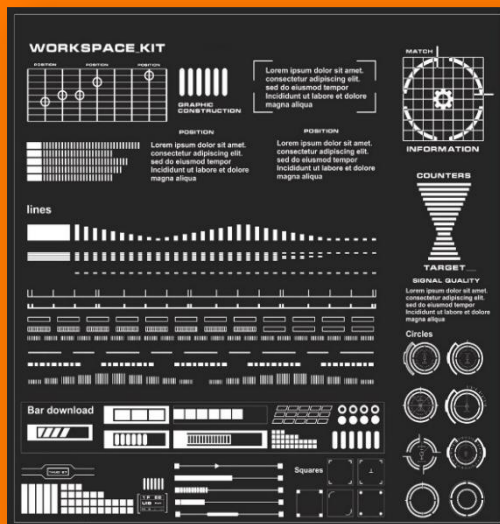 WORKSPACE_KIT
POSITION
POSITION
POSITION
GRAPHIC
CONSTRUCTION
Lorem ipsum dolor sit amet.
consectetur adipiscing elit.
sed do eiusmod tempor
Incididunt ut labore et dolore
magna aliqua
MATCH
INFORMATION
POSITION
Lorem ipsum dolor sit amet.
consectetur adipiscing elit.
sed do eiusmod tempor
Incididunt ut labore et dolore
magna aliqua
POSITION
Lorem ipsum dolor sit amet.
consectetur adipiscing elit.
sed do eiusmod tempor
Incididunt ut labore et dolore
magna aliqua
COUNTERS
TARGET__
SIGNAL QUALITY
Lorem ipsum dolor sit amet.
consectetur adipiscing elit.
sed do eiusmod tempor
Incididunt ut labore et dolore
magna aliqua
lines
Circles
Bar download
Squares